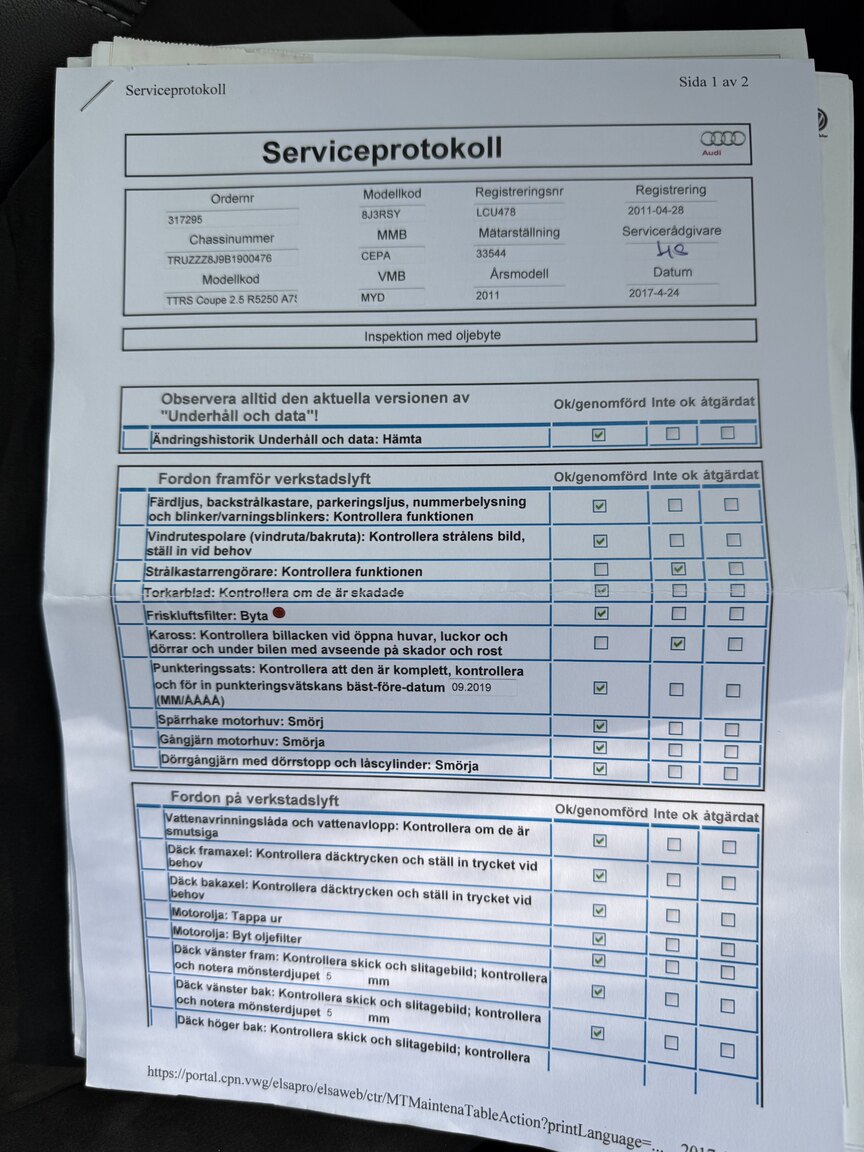 Serviceprotokoll
Sida 1 av 2
Serviceprotokoll
Audi
Ordernr
317295
Modellkod
8J3RSY
Registreringsnr
LCU478
Registrering
2011-04-28
Chassinummer
TRUZZZ8J9B1900476
MMB
CEPA
Mätarställning
33544
Servicerådgivare
Modellkod
TTRS Coupe 2.5 R5250 A7
VMB
MYD
Årsmodell
2011
Datum
2017-4-24
Inspektion med oljebyte
Observera alltid den aktuella versionen av
"Underhåll och data"!
Ok/genomförd Inte ok åtgärdat
Ändringshistorik Underhåll och data: Hämta
Fordon framför verkstadslyft
Ok/genomförd Inte ok åtgärdat
Färdljus, backstrålkastare, parkeringsljus, nummerbelysning
och blinker/varningsblinkers: Kontrollera funktionen
Vindrutespolare (vindruta/bakruta): Kontrollera strålens bild,
ställ in vid behov
Strålkastarrengörare: Kontrollera funktionen
Torkarblad: Kontrollera om de är skadade
Friskluftsfilter: Byta
Kaross: Kontrollera billacken vid öppna huvar, luckor och
dörrar och under bilen med avseende på skador och rost
Punkteringssats: Kontrollera att den är komplett, kontrollera
och för in punkteringsvätskans bäst-före-datum 09.2019
(MM/ÅÅÅÅ)
Spärrhake motorhuv: Smörj
Gångjärn motorhuv: Smörja
Dörrgångjärn med dörrstopp och låscylinder: Smörja
Fordon på verkstadslyft
Ok/genomförd Inte ok åtgärdat
Vattenavrinningslåda och vattenavlopp: Kontrollera om de är
smutsiga
Däck framaxel: Kontrollera däcktrycken och ställ in trycket vid
behov
Däck bakaxel: Kontrollera däcktrycken och ställ in trycket vid
behov
Motorolja: Tappa ur
Motorolja: Byt oljefilter
Däck vänster fram: Kontrollera skick och slitagebild; kontrollera
och notera mönsterdjupet 5 mm
Däck vänster bak: Kontrollera skick och slitagebild; kontrollera
och notera mönsterdjupet 5 mm
Däck höger bak: Kontrollera skick och slitagebild; kontrollera
https://portal.cpn.vwg/elsapro/elsaweb/ctr/MTMaintenaTableAction?printLanguage=...